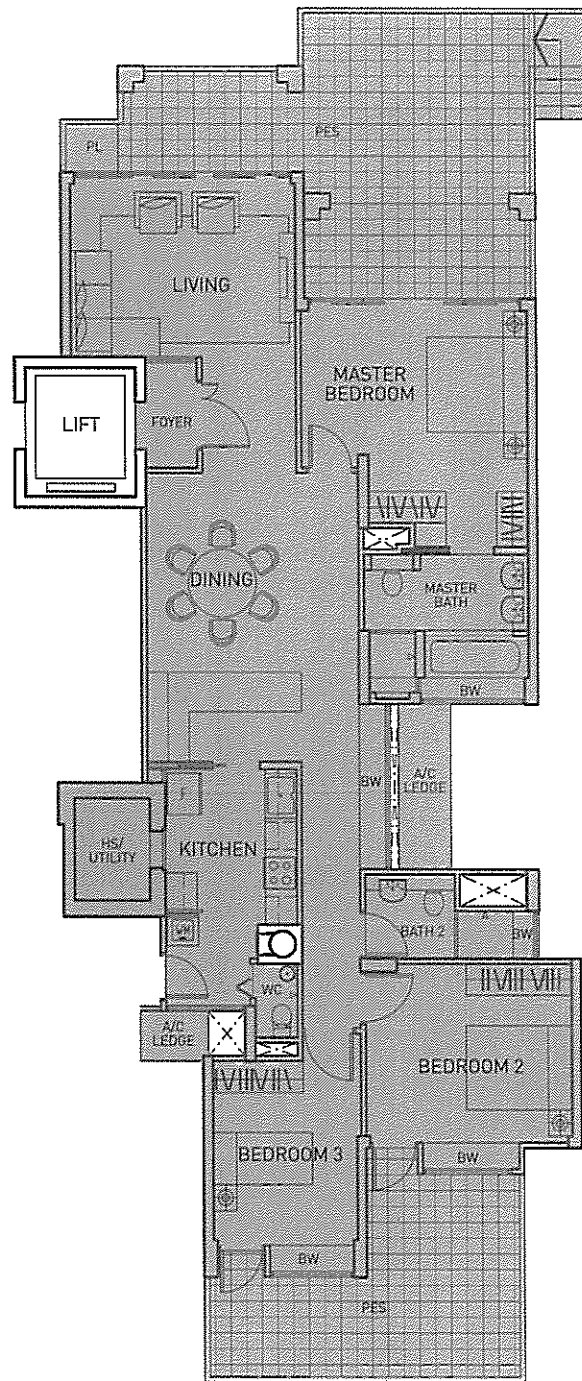 PES
PL
LIVING
MASTER
BEDROOM
LIFT
FOYER
DINING
MASTER
BATH
BW
BW
A/C
LEDGE
F
KITCHEN
HS/
UTILITY
WM
BATH 2
BW
WC
A/C
LEDGE
BEDROOM 2
BEDROOM 3
BW
BW
PES